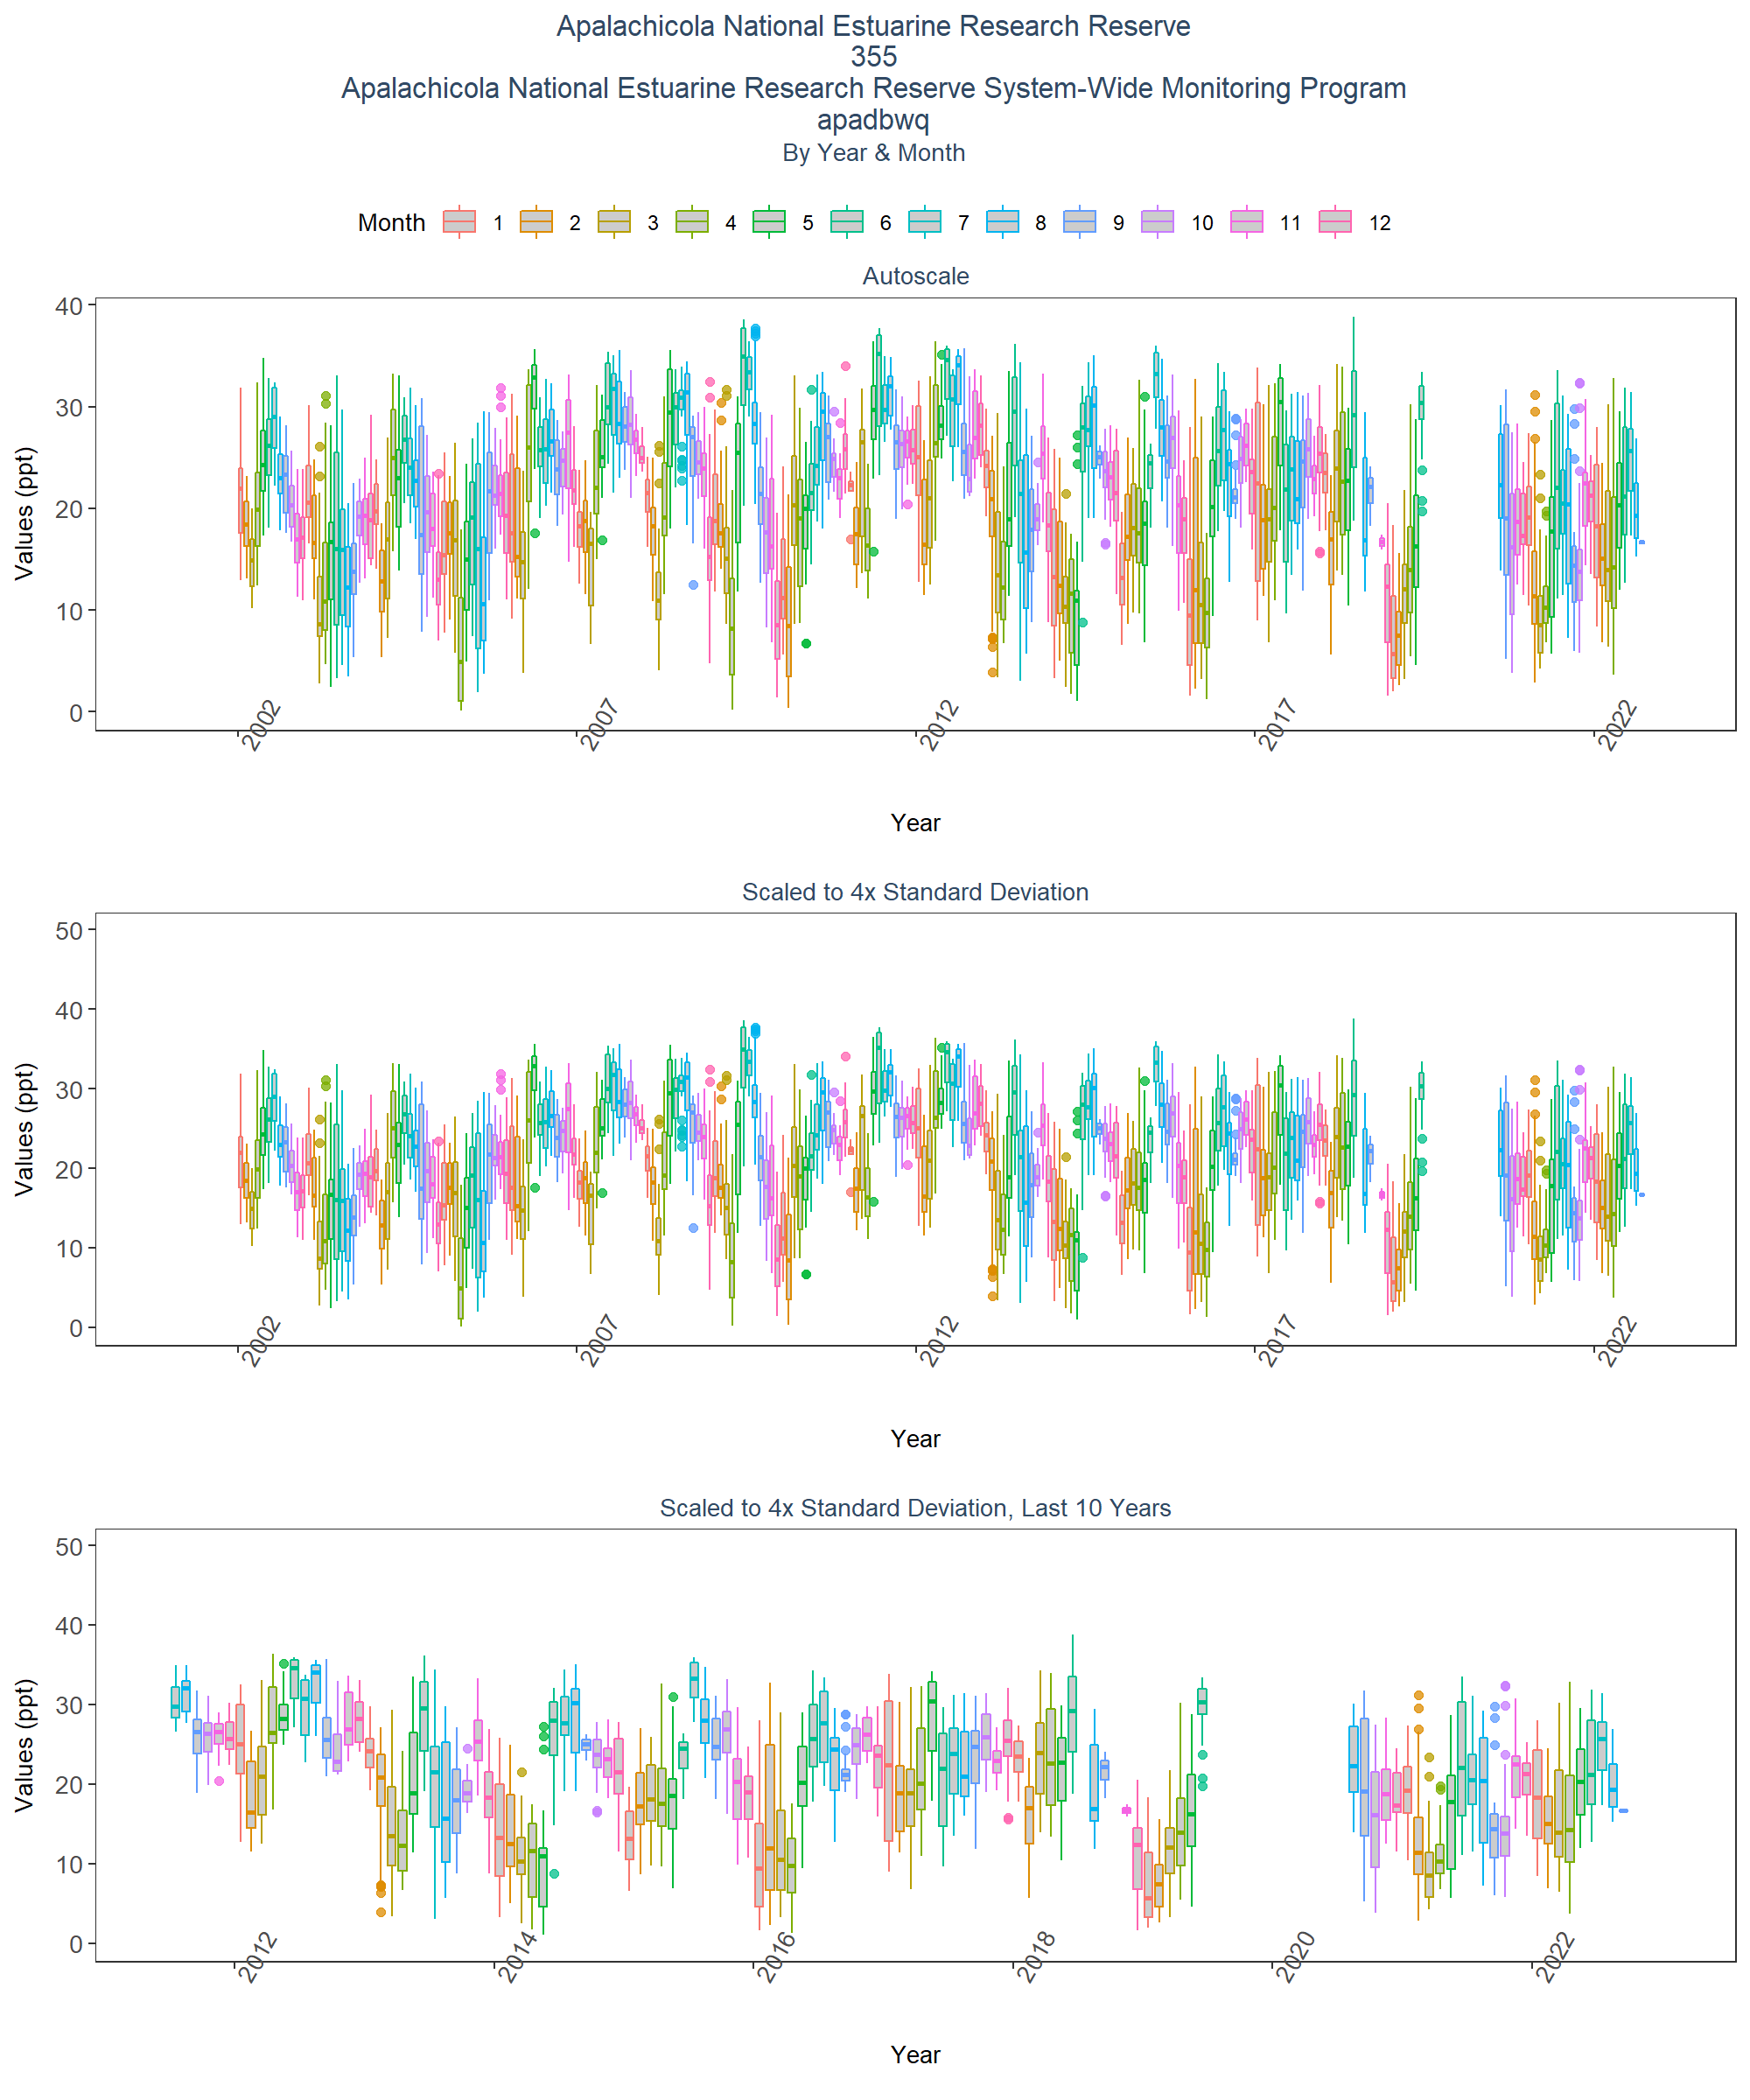 Apalachicola National Estuarine Research Reserve
355
Apalachicola National Estuarine Research Reserve System-Wide Monitoring Program
apadbwq
By Year & Month
Month 1 2 3 4 5 6 7 8 9 10 11 12
Autoscale
40
30
20
10
0
Values (ppt)
2002 2007 2012 2017 2022
Year
Scaled to 4x Standard Deviation
50
40
30
20
10
0
Values (ppt)
2002 2007 2012 2017 2022
Year
Scaled to 4x Standard Deviation, Last 10 Years
50
40
30
20
10
0
Values (ppt)
2012 2014 2016 2018 2020 2022
Year